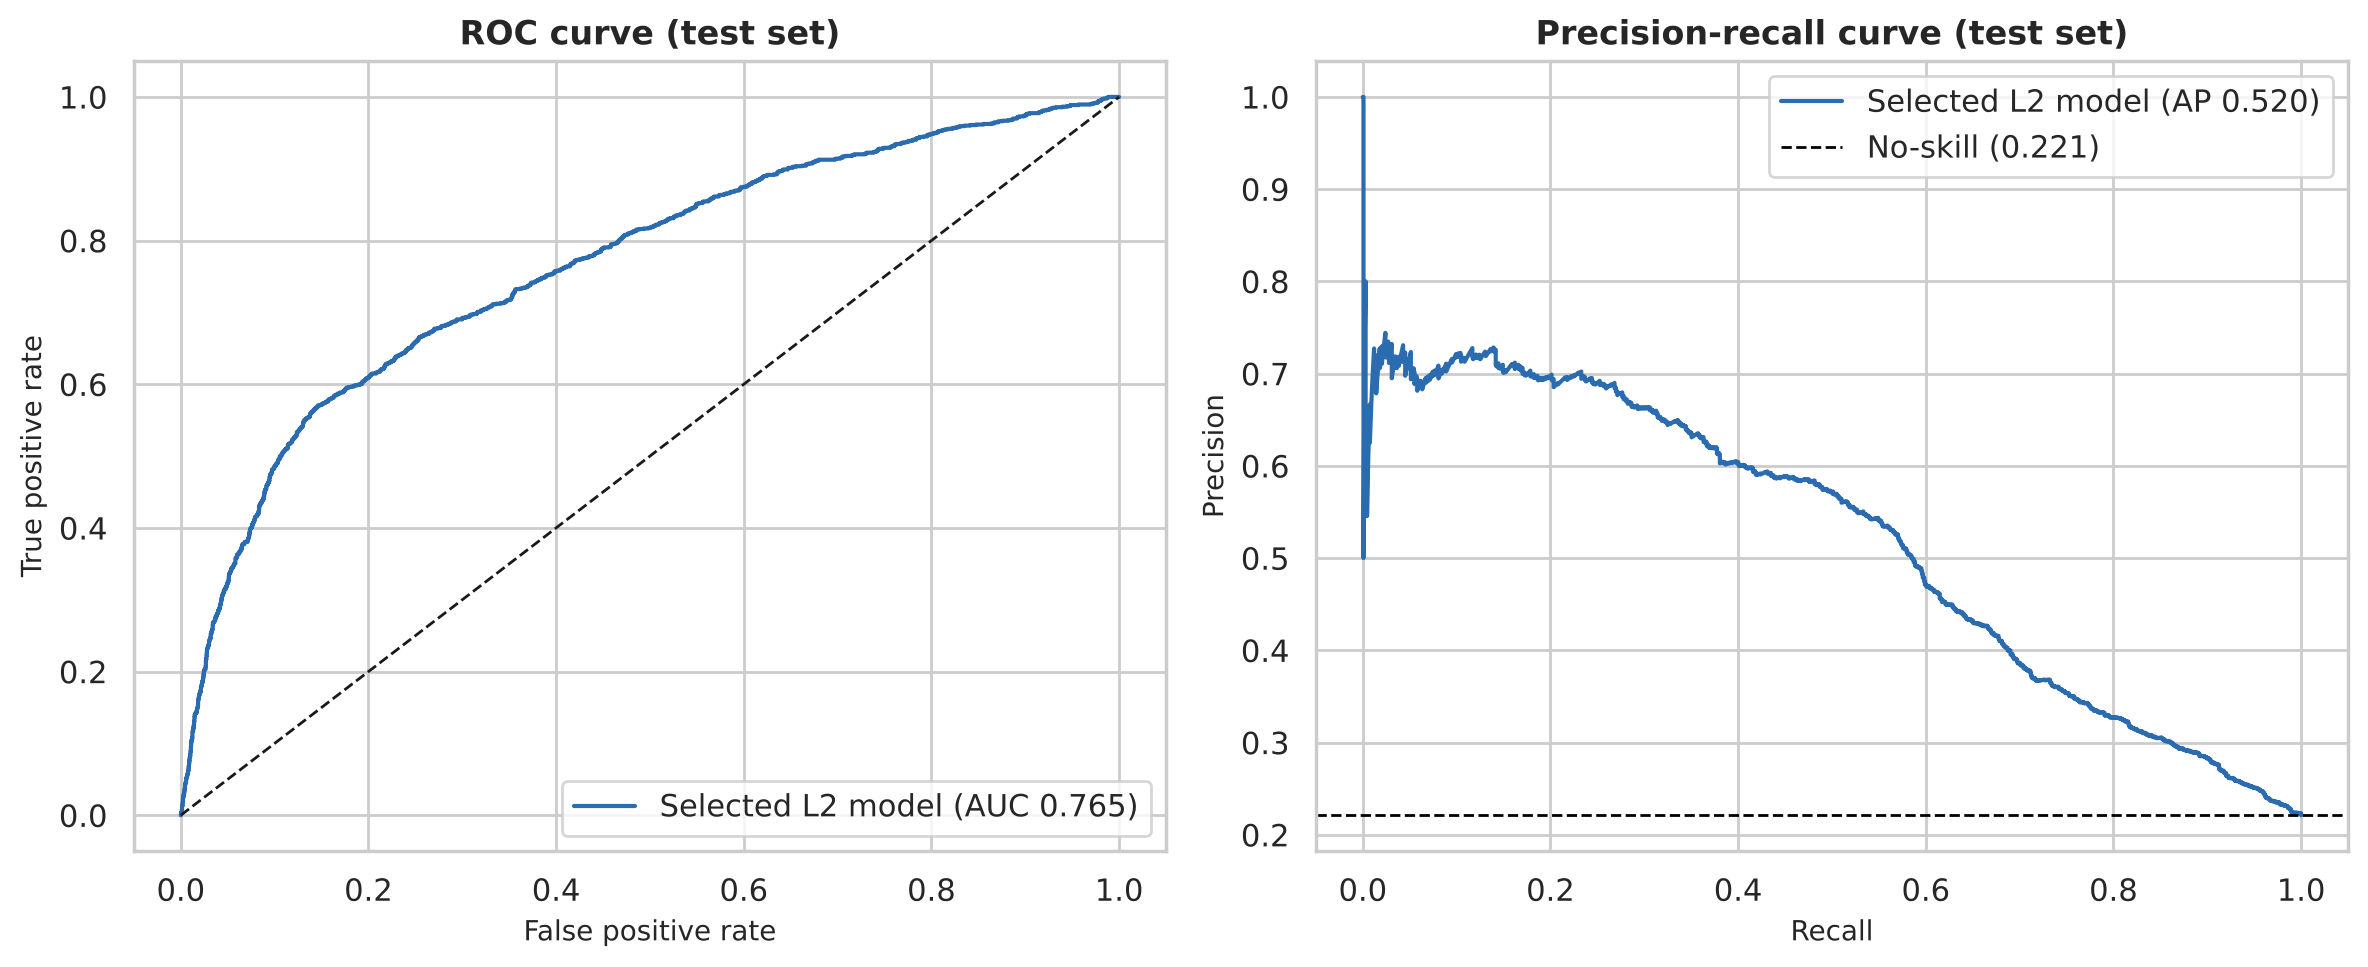 ROC curve (test set)
True positive rate
1.0
0.8
0.6
0.4
0.2
0.0
0.0 0.2 0.4 0.6 0.8 1.0
False positive rate
Selected L2 model (AUC 0.765)
Precision-recall curve (test set)
Precision
1.0
0.9
0.8
0.7
0.6
0.5
0.4
0.3
0.2
0.0 0.2 0.4 0.6 0.8 1.0
Recall
Selected L2 model (AP 0.520)
No-skill (0.221)